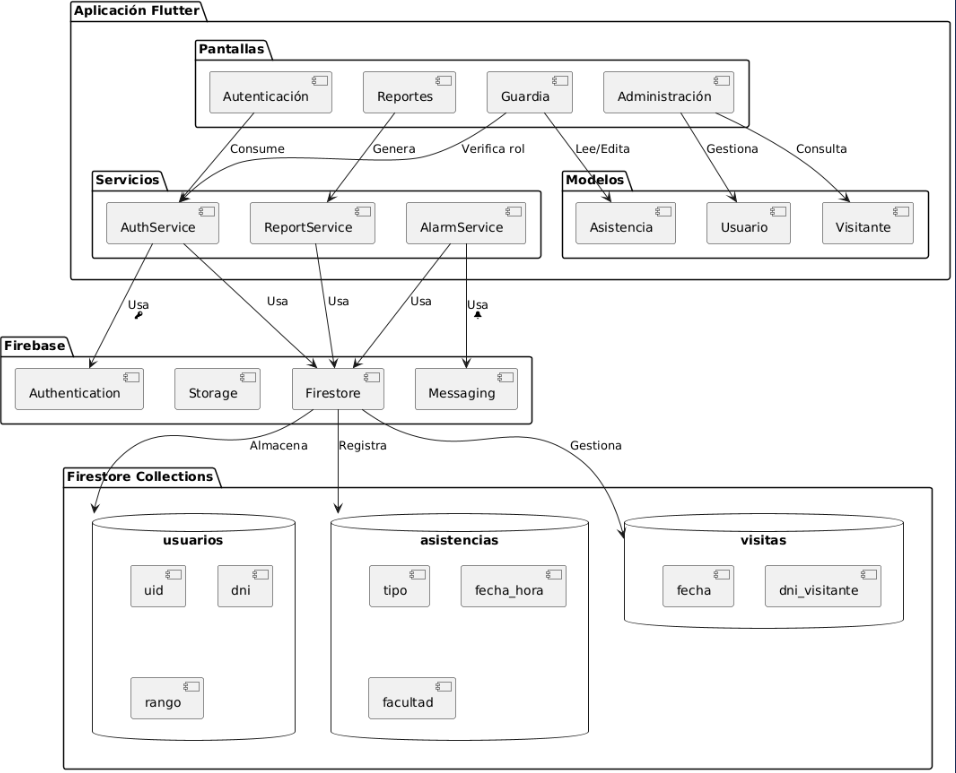 Aplicación Flutter
Pantallas
Autenticación
Reportes
Guardia
Administración
Consume
Genera
Verifica rol
Lee/Edita
Gestiona
Consulta
Servicios
Modelos
AuthService
ReportService
AlarmService
Asistencia
Usuario
Visitante
Usa
Usa
Usa
Usa
Usa
Firebase
Authentication
Storage
Firestore
Messaging
Almacena
Registra
Gestiona
Firestore Collections
usuarios
asistencias
visitas
uid
dni
tipo
fecha_hora
fecha
dni_visitante
rango
facultad